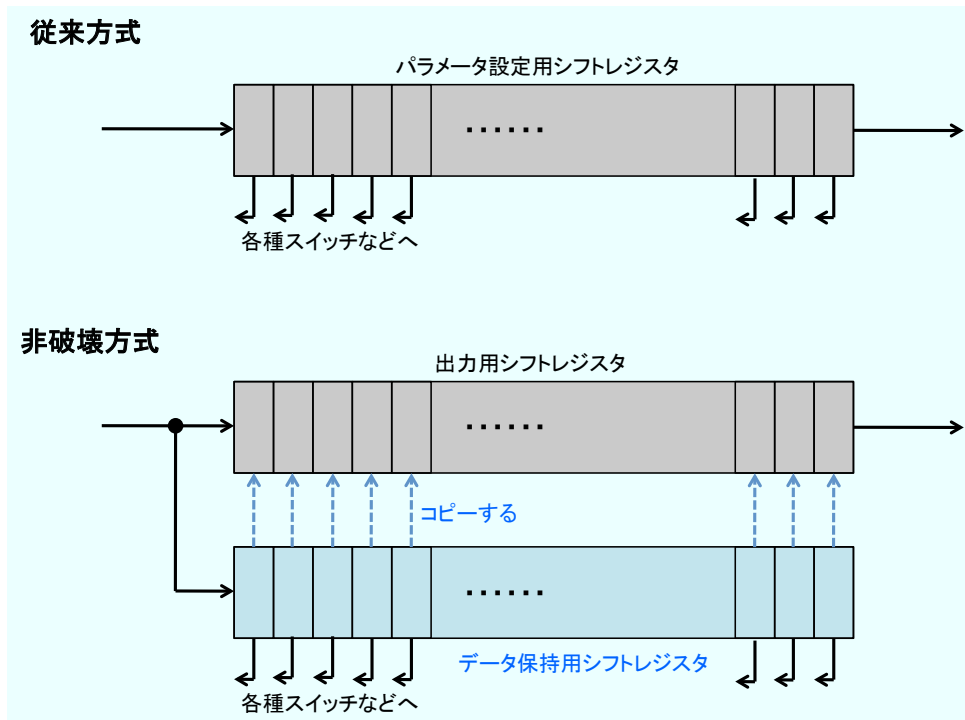 従来方式
パラメータ設定用シフトレジスタ
······
各種スイッチなどへ
非破壊方式
出力用シフトレジスタ
······
コピーする
······
データ保持用シフトレジスタ
各種スイッチなどへ